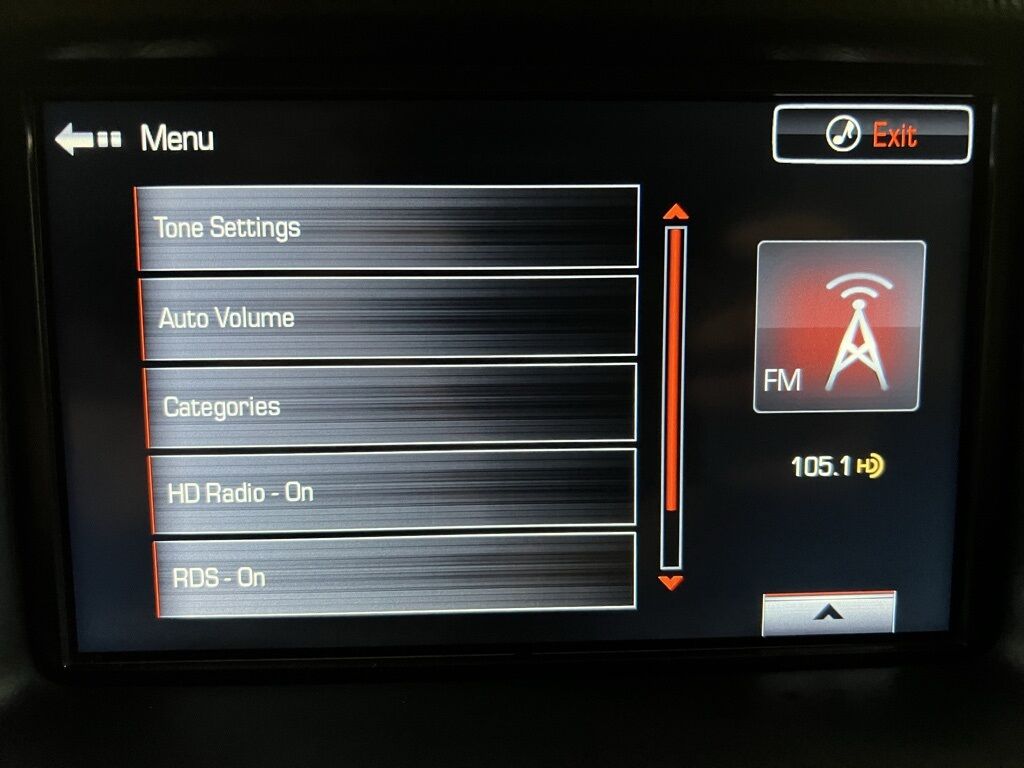 Menu
Exit
Tone Settings
Auto Volume
Categories
HD Radio - On
RDS - On
FM
105.1 HD